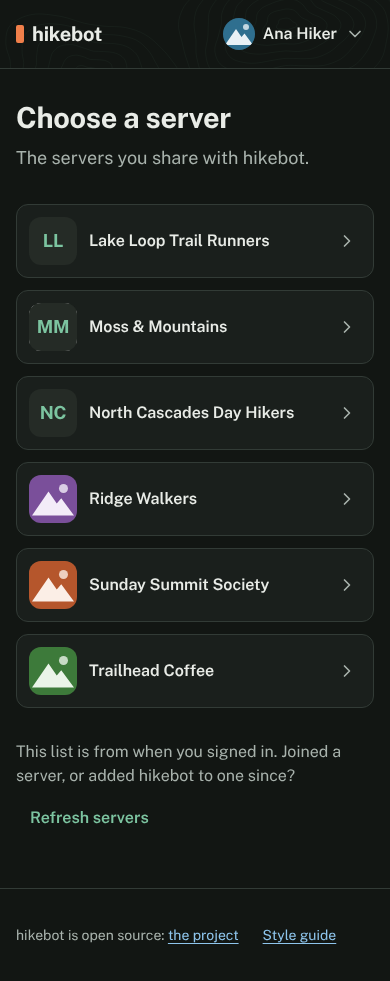 hikebot
Ana Hiker
Choose a server
The servers you share with hikebot.
LL
Lake Loop Trail Runners
MM
Moss & Mountains
NC
North Cascades Day Hikers
Ridge Walkers
Sunday Summit Society
Trailhead Coffee
This list is from when you signed in. Joined a
server, or added hikebot to one since?
Refresh servers
hikebot is open source: the project Style guide